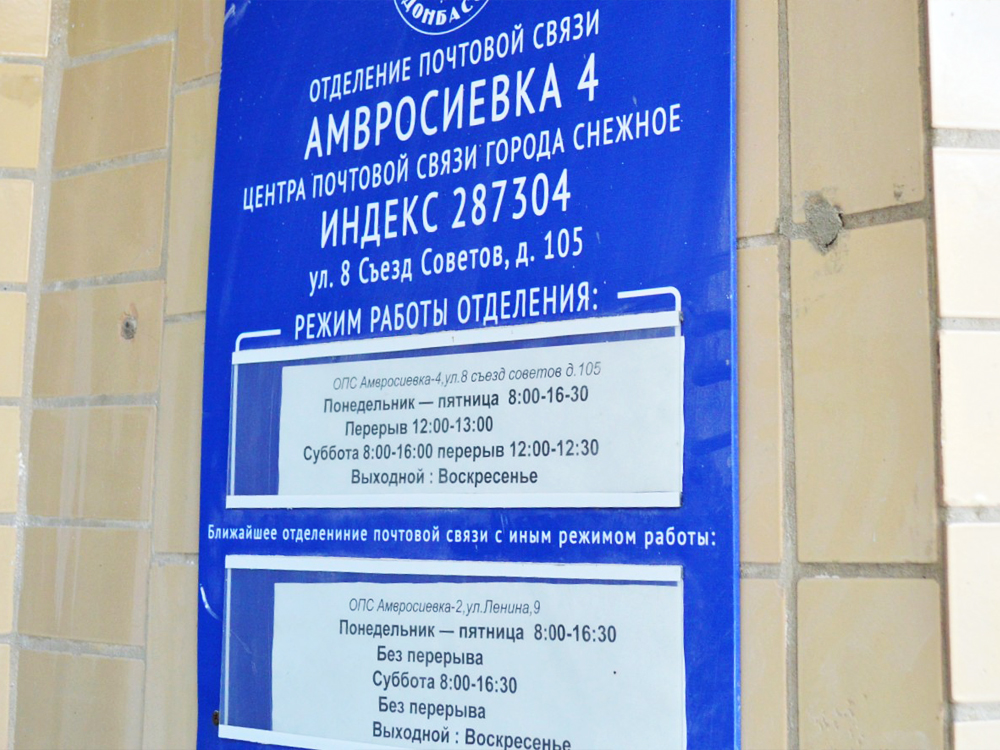 ДОНБАСС
ОТДЕЛЕНИЕ ПОЧТОВОЙ СВЯЗИ
АМВРОСИЕВКА 4
ЦЕНТРА ПОЧТОВОЙ СВЯЗИ ГОРОДА СНЕЖНОЕ
ИНДЕКС 287304
ул. 8 Съезд Советов, д. 105
РЕЖИМ РАБОТЫ ОТДЕЛЕНИЯ:
ОПС Амвросиевка-4,ул.8 съезд советов д.105
Понедельник — пятница 8:00-16-30
Перерыв 12:00-13:00
Суббота 8:00-16:00 перерыв 12:00-12:30
Выходной : Воскресенье
Ближайшее отделениние почтовой связи с иным режимом работы:
ОПС Амвросиевка-2,ул.Ленина,9
Понедельник — пятница 8:00-16:30
Без перерыва
Суббота 8:00-16:30
Без перерыва
Выходной : Воскресенье